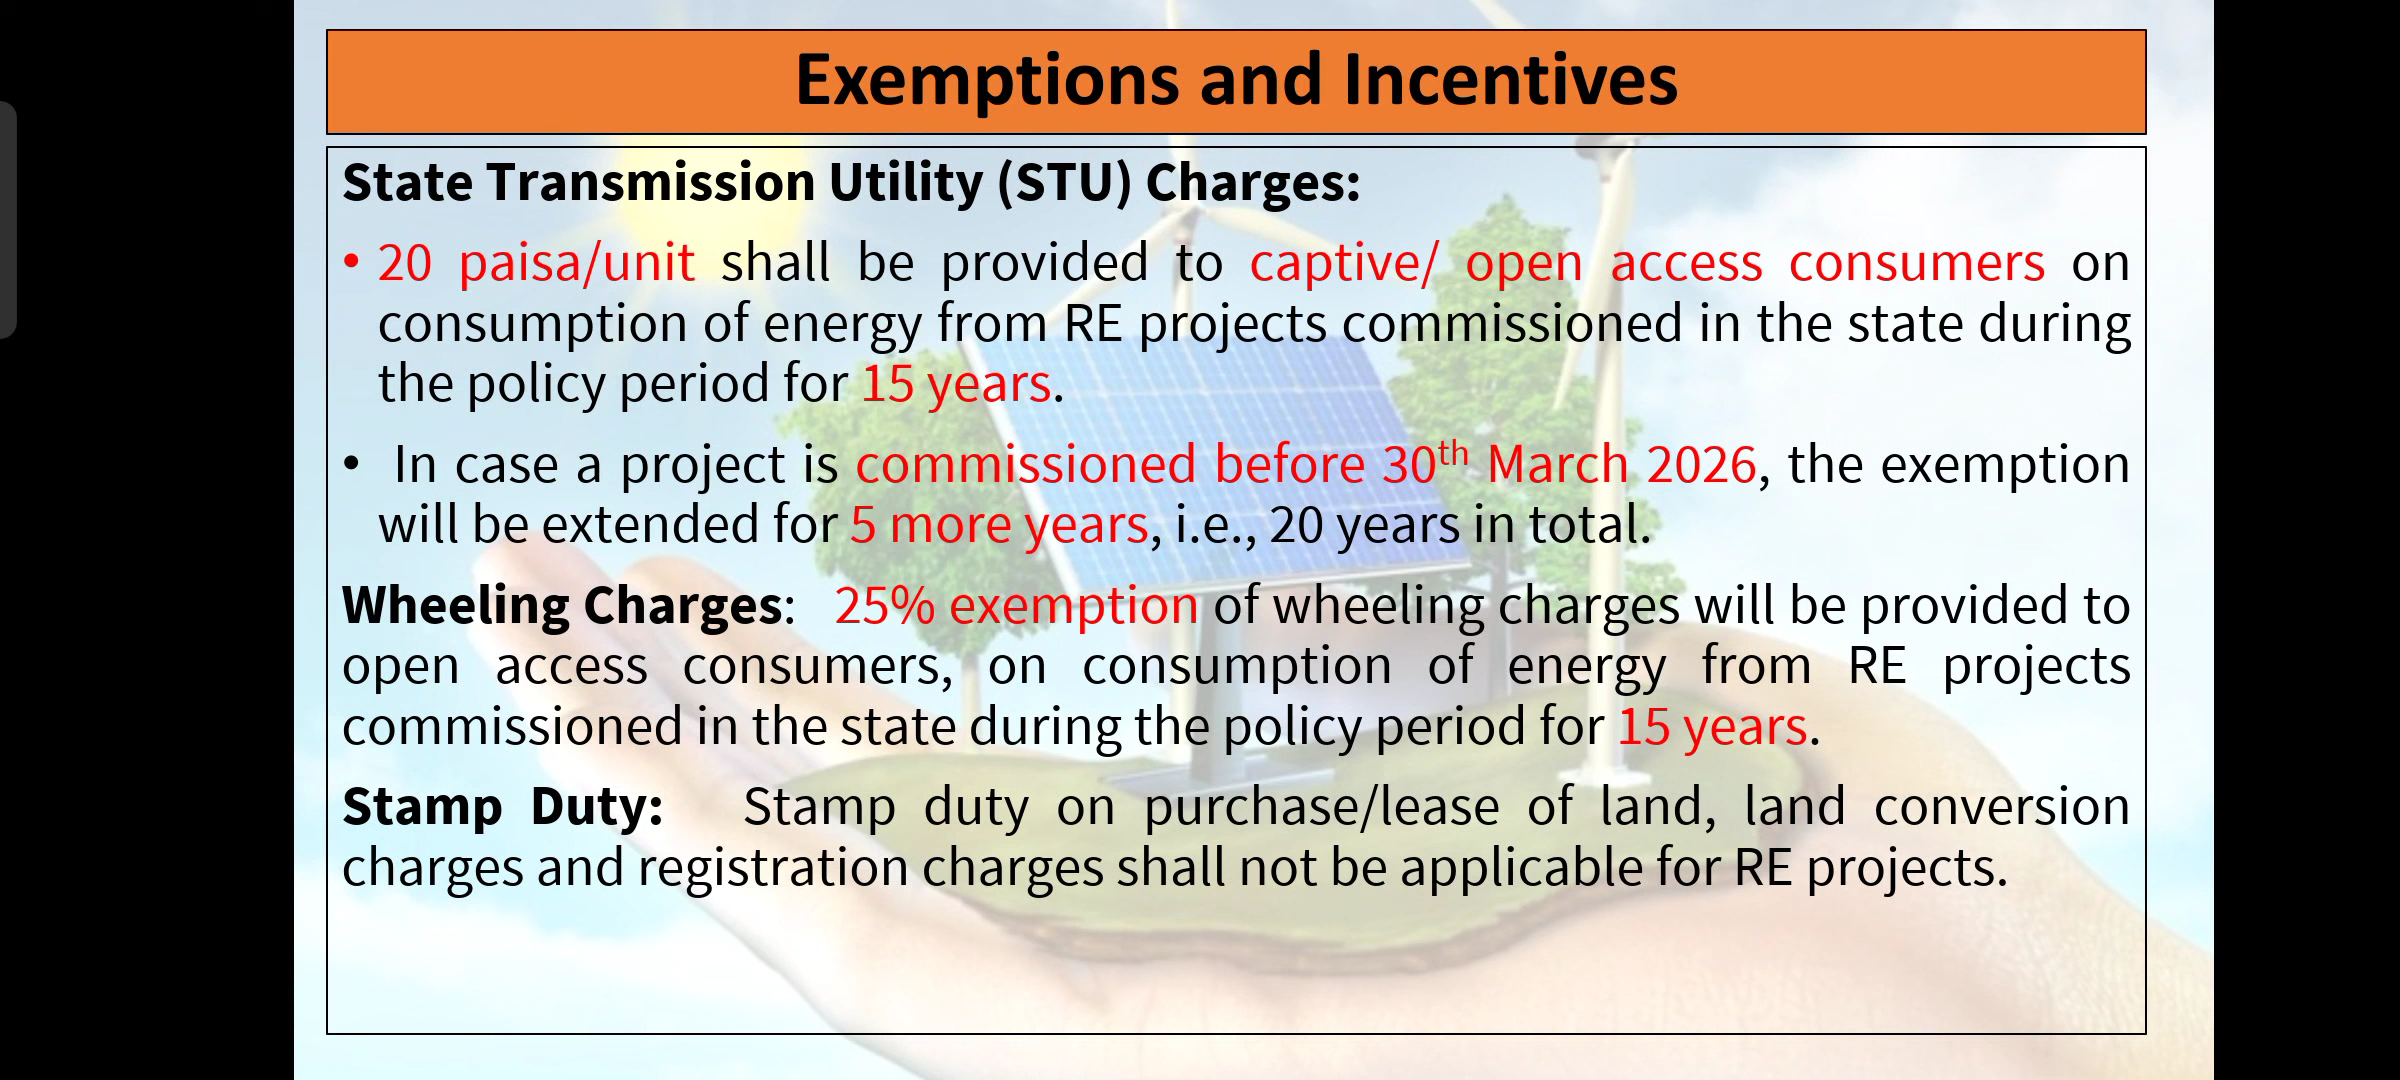 Exemptions and Incentives
State Transmission Utility (STU) Charges:
• 20 paisa/unit shall be provided to captive/ open access consumers on
consumption of energy from RE projects commissioned in the state during
the policy period for 15 years.
• In case a project is commissioned before 30th March 2026, the exemption
will be extended for 5 more years, i.e., 20 years in total.
Wheeling Charges: 25% exemption of wheeling charges will be provided to
open access consumers, on consumption of energy from RE projects
commissioned in the state during the policy period for 15 years.
Stamp Duty: Stamp duty on purchase/lease of land, land conversion
charges and registration charges shall not be applicable for RE projects.